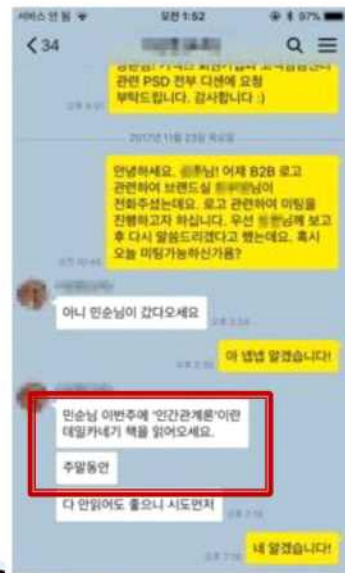 서비스 안 됨
오전 1:52
97%
34
관련 PSD 전부 디센에 요청
부탁드립니다. 감사합니다 :)
2017년 11월 23일 목요일
안녕하세요. 님! 어제 B2B 로고
관련하여 브랜드실 님이
전화주셨는데요. 로고 관련하여 미팅을
진행하고자 하십니다. 우선 님께 보고
후 다시 말씀드리겠다고 했는데요. 혹시
오늘 미팅가능하신가용?
아니 민순님이 갔다오세요
아 넵넵 알겠습니다!
민순님 이번주에 '인간관계론'이란
데일카네기 책을 읽어오세요.
주말동안
다 안읽어도 좋으니 시도먼저
네 알겠습니다!